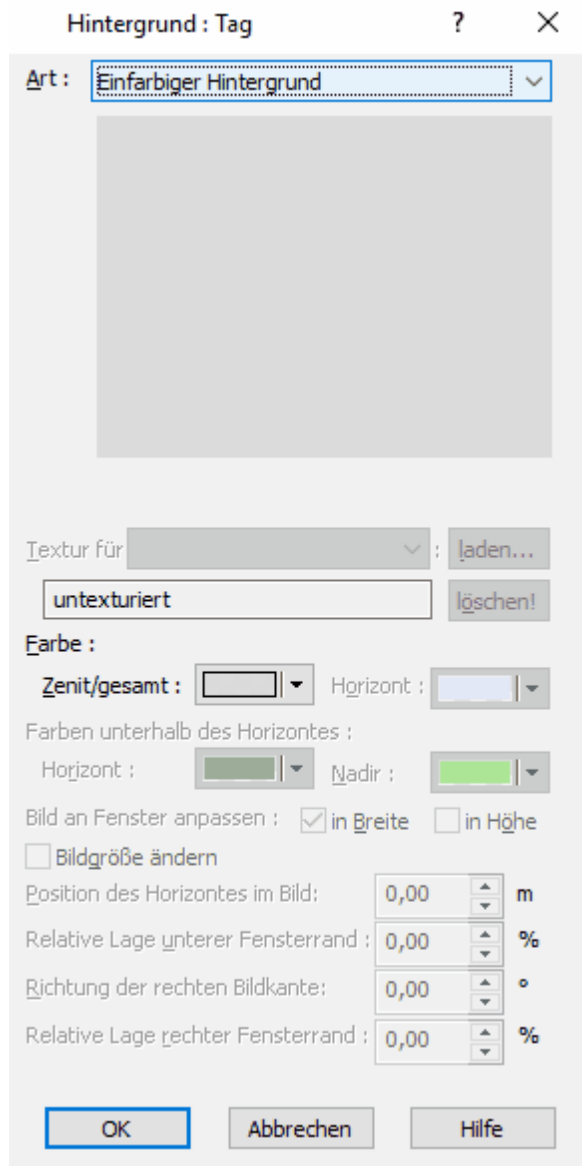 Hintergrund : Tag ?
Art : Einfarbiger Hintergrund
Textur für : laden...
untexturiert löschen!
Farbe :
Zenit/gesamt : Horizont :
Farben unterhalb des Horizontes :
Horizont : Nadir :
Bild an Fenster anpassen : in Breite in Höhe
Bildgröße ändern
Position des Horizontes im Bild: 0,00 m
Relative Lage unterer Fensterrand : 0,00 %
Richtung der rechten Bildkante: 0,00 °
Relative Lage rechter Fensterrand : 0,00 %
OK Abbrechen Hilfe